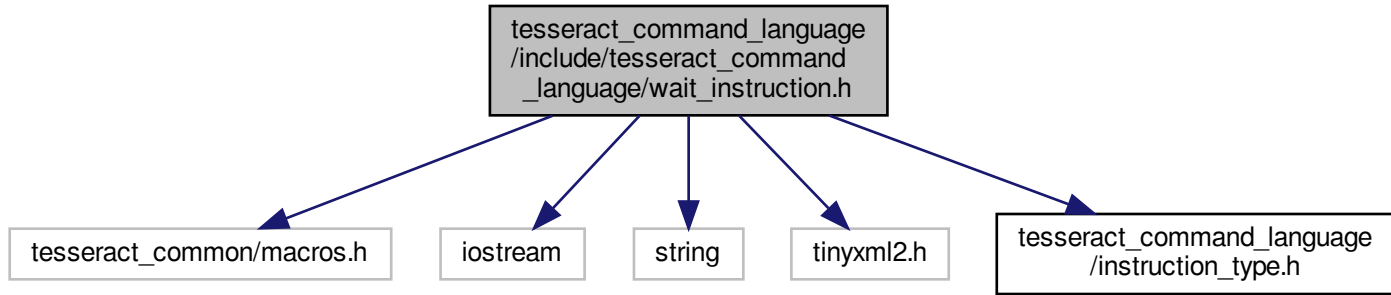 tesseract_command_language
/include/tesseract_command
_language/wait_instruction.h
tesseract_common/macros.h
iostream
string
tinyxml2.h
tesseract_command_language
/instruction_type.h